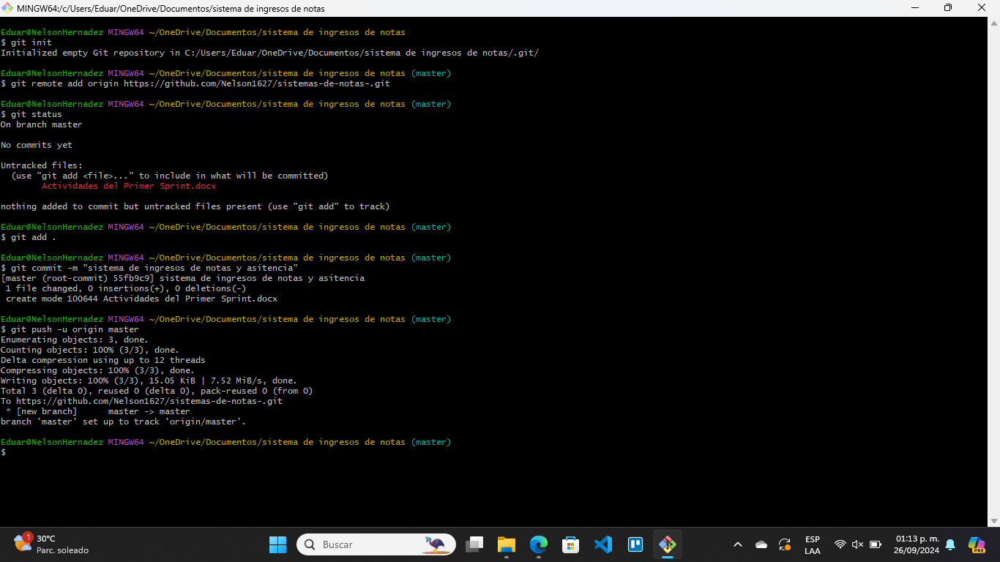 MINGW64:/c/Users/Eduar/OneDrive/Documentos/sistema de ingresos de notas
Eduar@NelsonHernadez MINGW64 ~/OneDrive/Documentos/sistema de ingresos de notas
$ git init
Initialized empty Git repository in C:/Users/Eduar/OneDrive/Documentos/sistema de ingresos de notas/.git/
Eduar@NelsonHernadez MINGW64 ~/OneDrive/Documentos/sistema de ingresos de notas (master)
$ git remote add origin https://github.com/Nelson1627/sistemas-de-notas-.git
Eduar@NelsonHernadez MINGW64 ~/OneDrive/Documentos/sistema de ingresos de notas (master)
$ git status
On branch master
No commits yet
Untracked files:
  (use "git add <file>..." to include in what will be committed)
        Actividades del Primer Sprint.docx
nothing added to commit but untracked files present (use "git add" to track)
Eduar@NelsonHernadez MINGW64 ~/OneDrive/Documentos/sistema de ingresos de notas (master)
$ git add .
Eduar@NelsonHernadez MINGW64 ~/OneDrive/Documentos/sistema de ingresos de notas (master)
$ git commit -m "sistema de ingresos de notas y asitencia"
[master (root-commit) 55fb9c9] sistema de ingresos de notas y asitencia
 1 file changed, 0 insertions(+), 0 deletions(-)
 create mode 100644 Actividades del Primer Sprint.docx
Eduar@NelsonHernadez MINGW64 ~/OneDrive/Documentos/sistema de ingresos de notas (master)
$ git push -u origin master
Enumerating objects: 3, done.
Counting objects: 100% (3/3), done.
Delta compression using up to 12 threads
Compressing objects: 100% (3/3), done.
Writing objects: 100% (3/3), 15.05 KiB | 7.52 MiB/s, done.
Total 3 (delta 0), reused 0 (delta 0), pack-reused 0 (from 0)
To https://github.com/Nelson1627/sistemas-de-notas-.git
 * [new branch]      master -> master
branch 'master' set up to track 'origin/master'.
Eduar@NelsonHernadez MINGW64 ~/OneDrive/Documentos/sistema de ingresos de notas (master)
$
1
30°C
Parc. soleado
Buscar
ESP
LAA
01:13 p. m.
26/09/2024
PRE